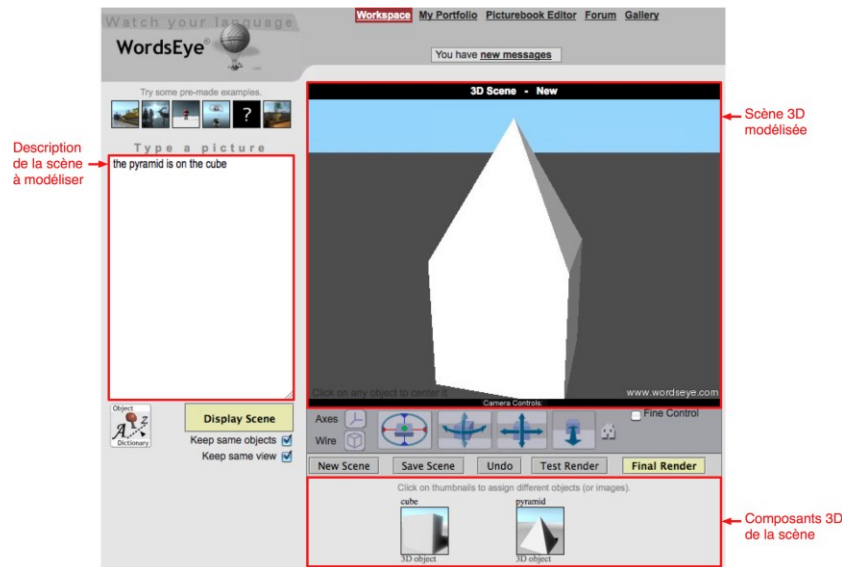 Watch your language
Workspace My Portfolio Picturebook Editor Forum Gallery
WordsEye®
You have new messages
Try some pre-made examples.
?
Type a picture
the pyramid is on the cube
3D Scene - New
Description
de la scène
à modéliser
Scène 3D
modélisée
Click on any object to center it
www.wordseye.com
Camera Controls:
Object
A Z
Dictionary
Display Scene
Keep same objects
Keep same view
Axes
Wire
Fine Control
New Scene Save Scene Undo Test Render Final Render
Click on thumbnails to assign different objects (or images).
cube pyramid
3D object 3D object
Composants 3D
de la scène